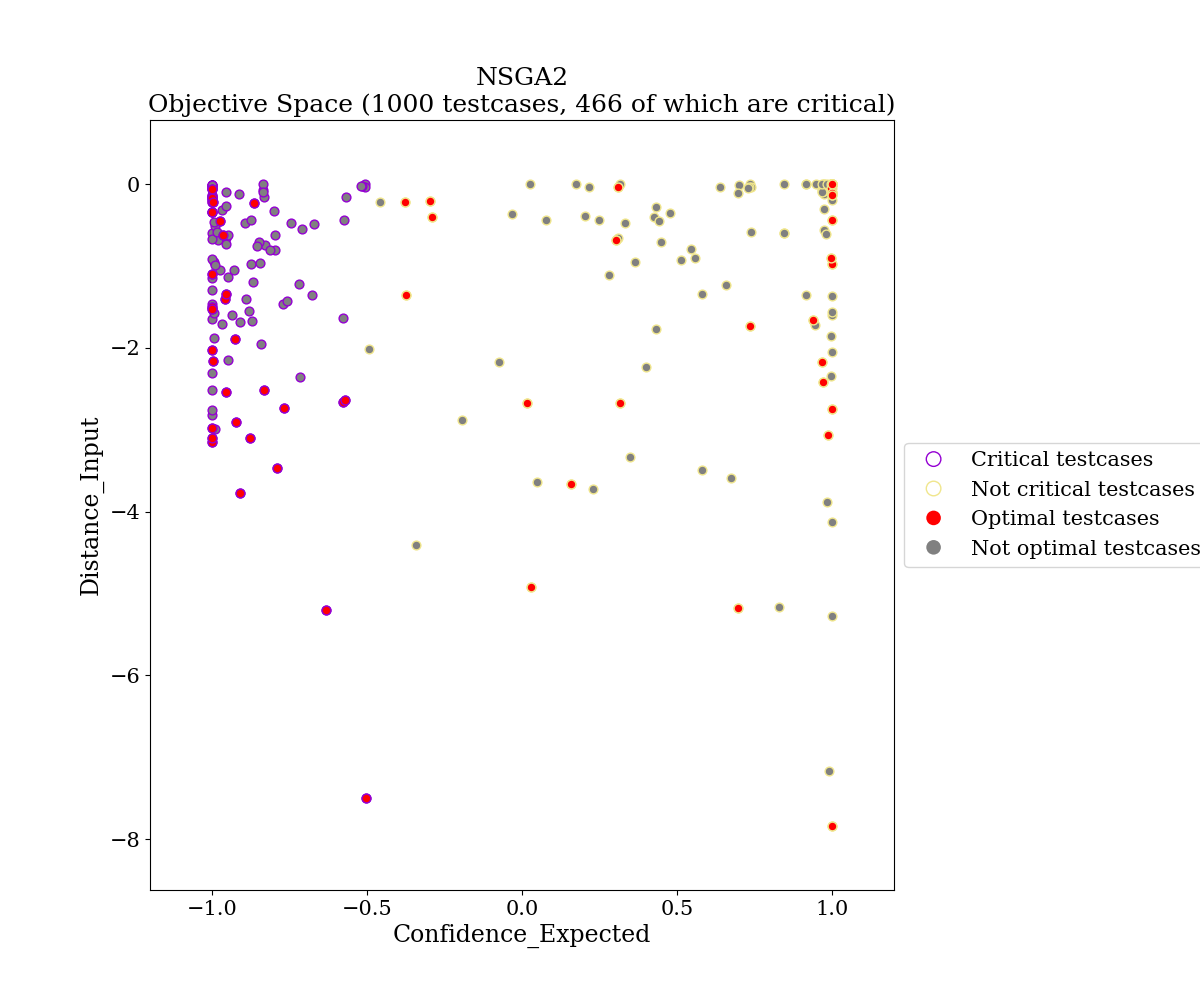 NSGA2
Objective Space (1000 testcases, 466 of which are critical)
0
−2
−4
−6
−8
Distance_Input
−1.0
−0.5
0.0
0.5
1.0
Confidence_Expected
Critical testcases
Not critical testcases
Optimal testcases
Not optimal testcases